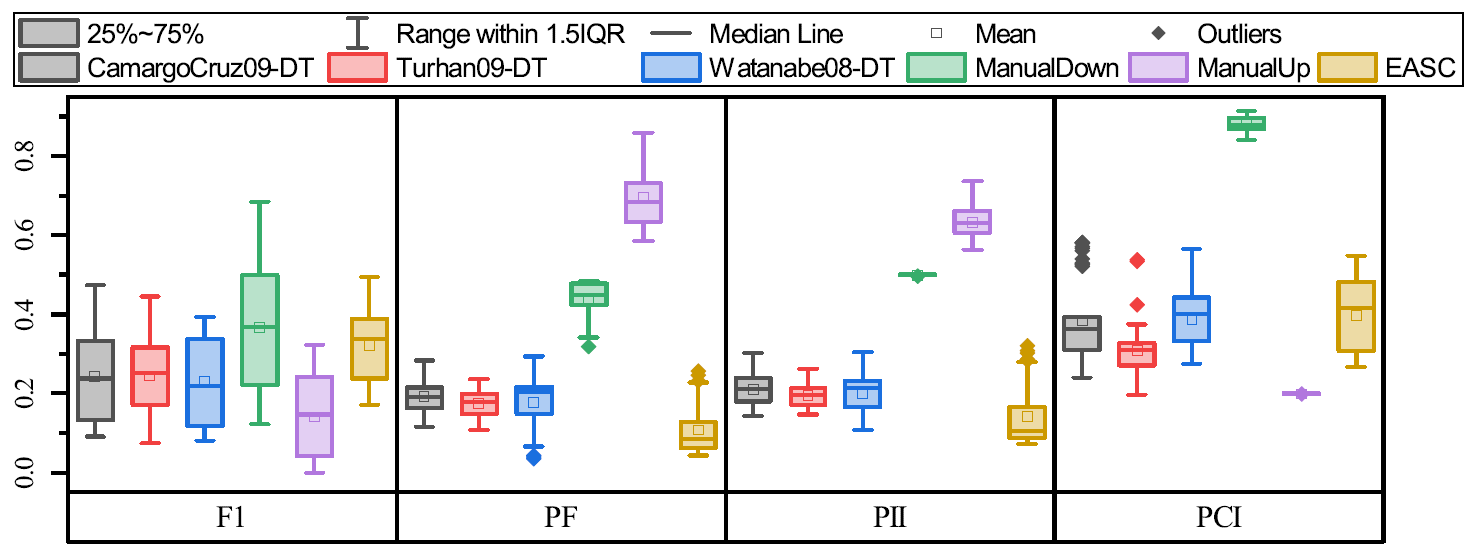 25%~75% Range within 1.5IQR Median Line Mean Outliers
CamargoCruz09-DT Turhan09-DT Watanabe08-DT ManualDown ManualUp EASC
0.8
0.6
0.4
0.2
0.0
F1 PF PII PCI